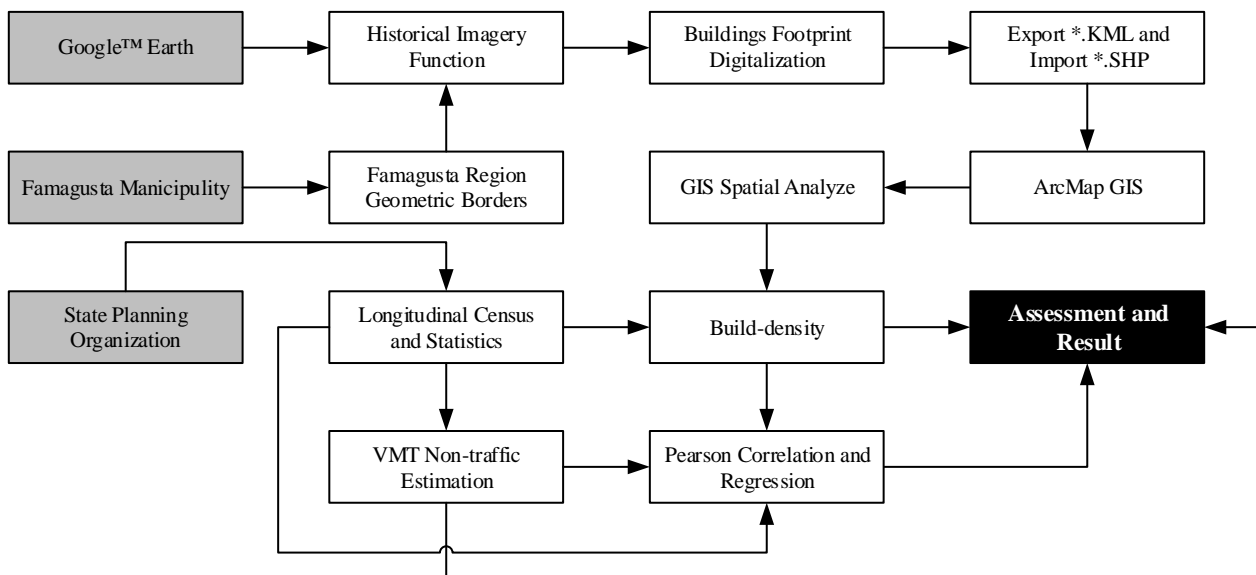 Google™ Earth
Historical Imagery
Function
Buildings Footprint
Digitalization
Export *.KML and
Import *.SHP
Famagusta Manicipulity
Famagusta Region
Geometric Borders
GIS Spatial Analyze
ArcMap GIS
State Planning
Organization
Longitudinal Census
and Statistics
Build-density
Assessment and
Result
VMT Non-traffic
Estimation
Pearson Correlation and
Regression